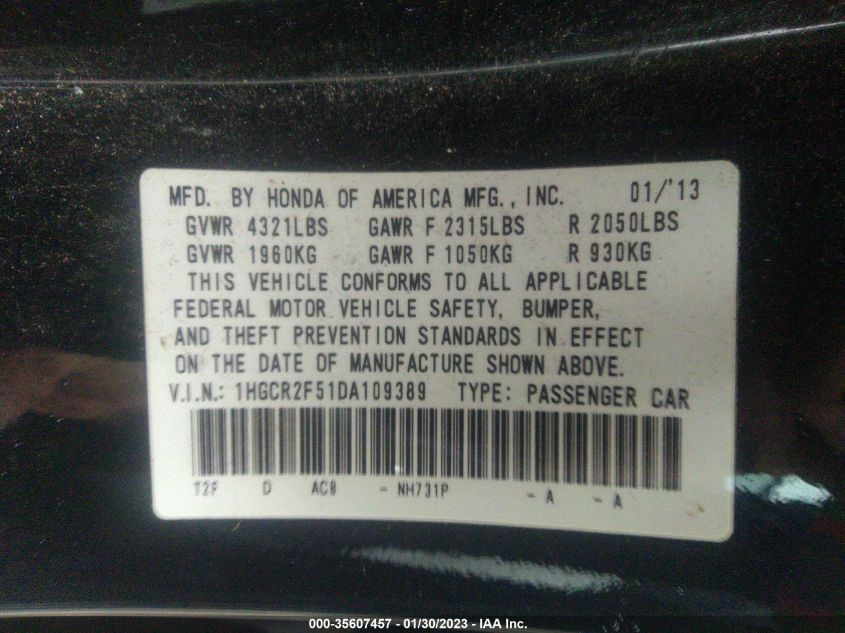 MFD. BY HONDA OF AMERICA MFG., INC. 01/'13
GVWR 4321LBS GAWR F 2315LBS R 2050LBS
GVWR 1960KG GAWR F 1050KG R 930KG
THIS VEHICLE CONFORMS TO ALL APPLICABLE
FEDERAL MOTOR VEHICLE SAFETY, BUMPER,
AND THEFT PREVENTION STANDARDS IN EFFECT
ON THE DATE OF MANUFACTURE SHOWN ABOVE.
V.I.N.: 1HGCR2F51DA109389 TYPE: PASSENGER CAR
T2F D AC8 - NH731P - A - A
000-35607457 - 01/30/2023 - IAA Inc.